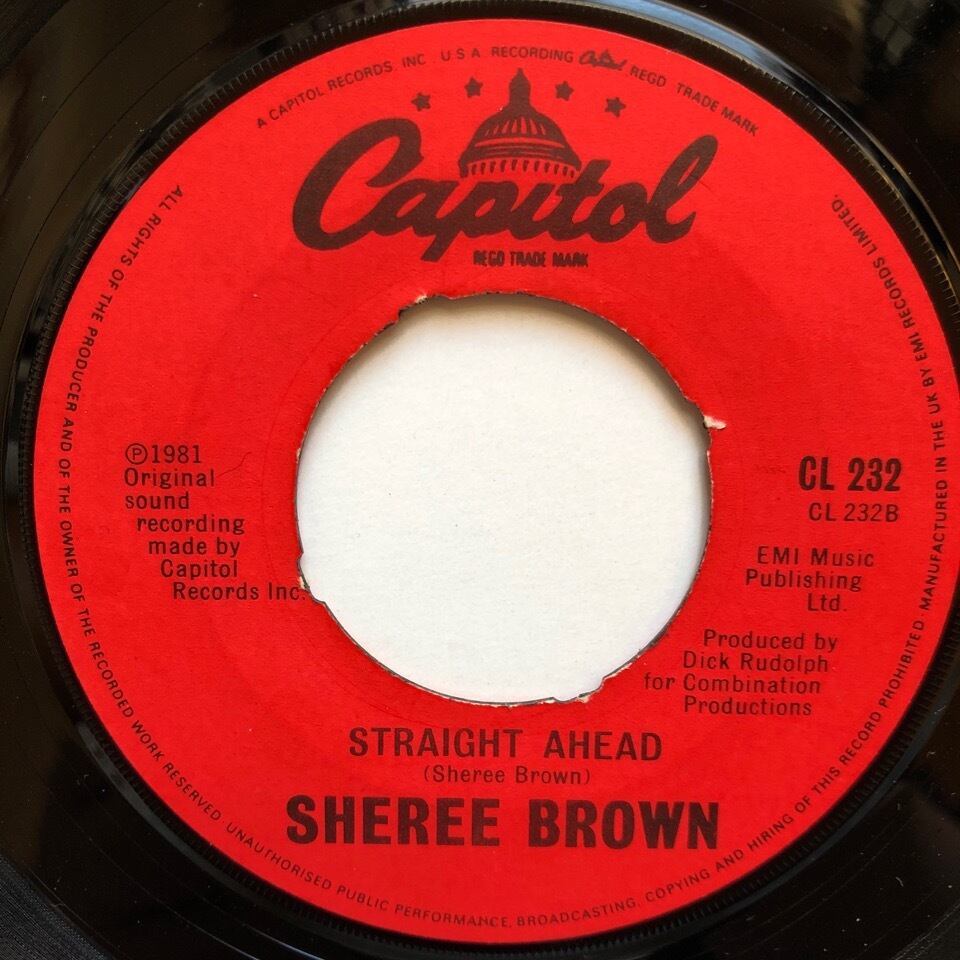 A CAPITOL RECORDS. INC. U.S.A. RECORDING Capitol REGD TRADE MARK
Capitol
REGD TRADE MARK
℗1981
Original
sound
recording
made by
Capitol
Records Inc.
CL 232
CL 232B
EMI Music
Publishing
Ltd.
Produced by
Dick Rudolph
for Combination
Productions
STRAIGHT AHEAD
(Sheree Brown)
SHEREE BROWN
ALL RIGHTS OF THE PRODUCER AND OF THE OWNER OF THE RECORDED WORK RESERVED. UNAUTHORISED PUBLIC PERFORMANCE, BROADCASTING, COPYING AND HIRING OF THIS RECORD PROHIBITED. MANUFACTURED IN THE UK BY EMI RECORDS LIMITED.